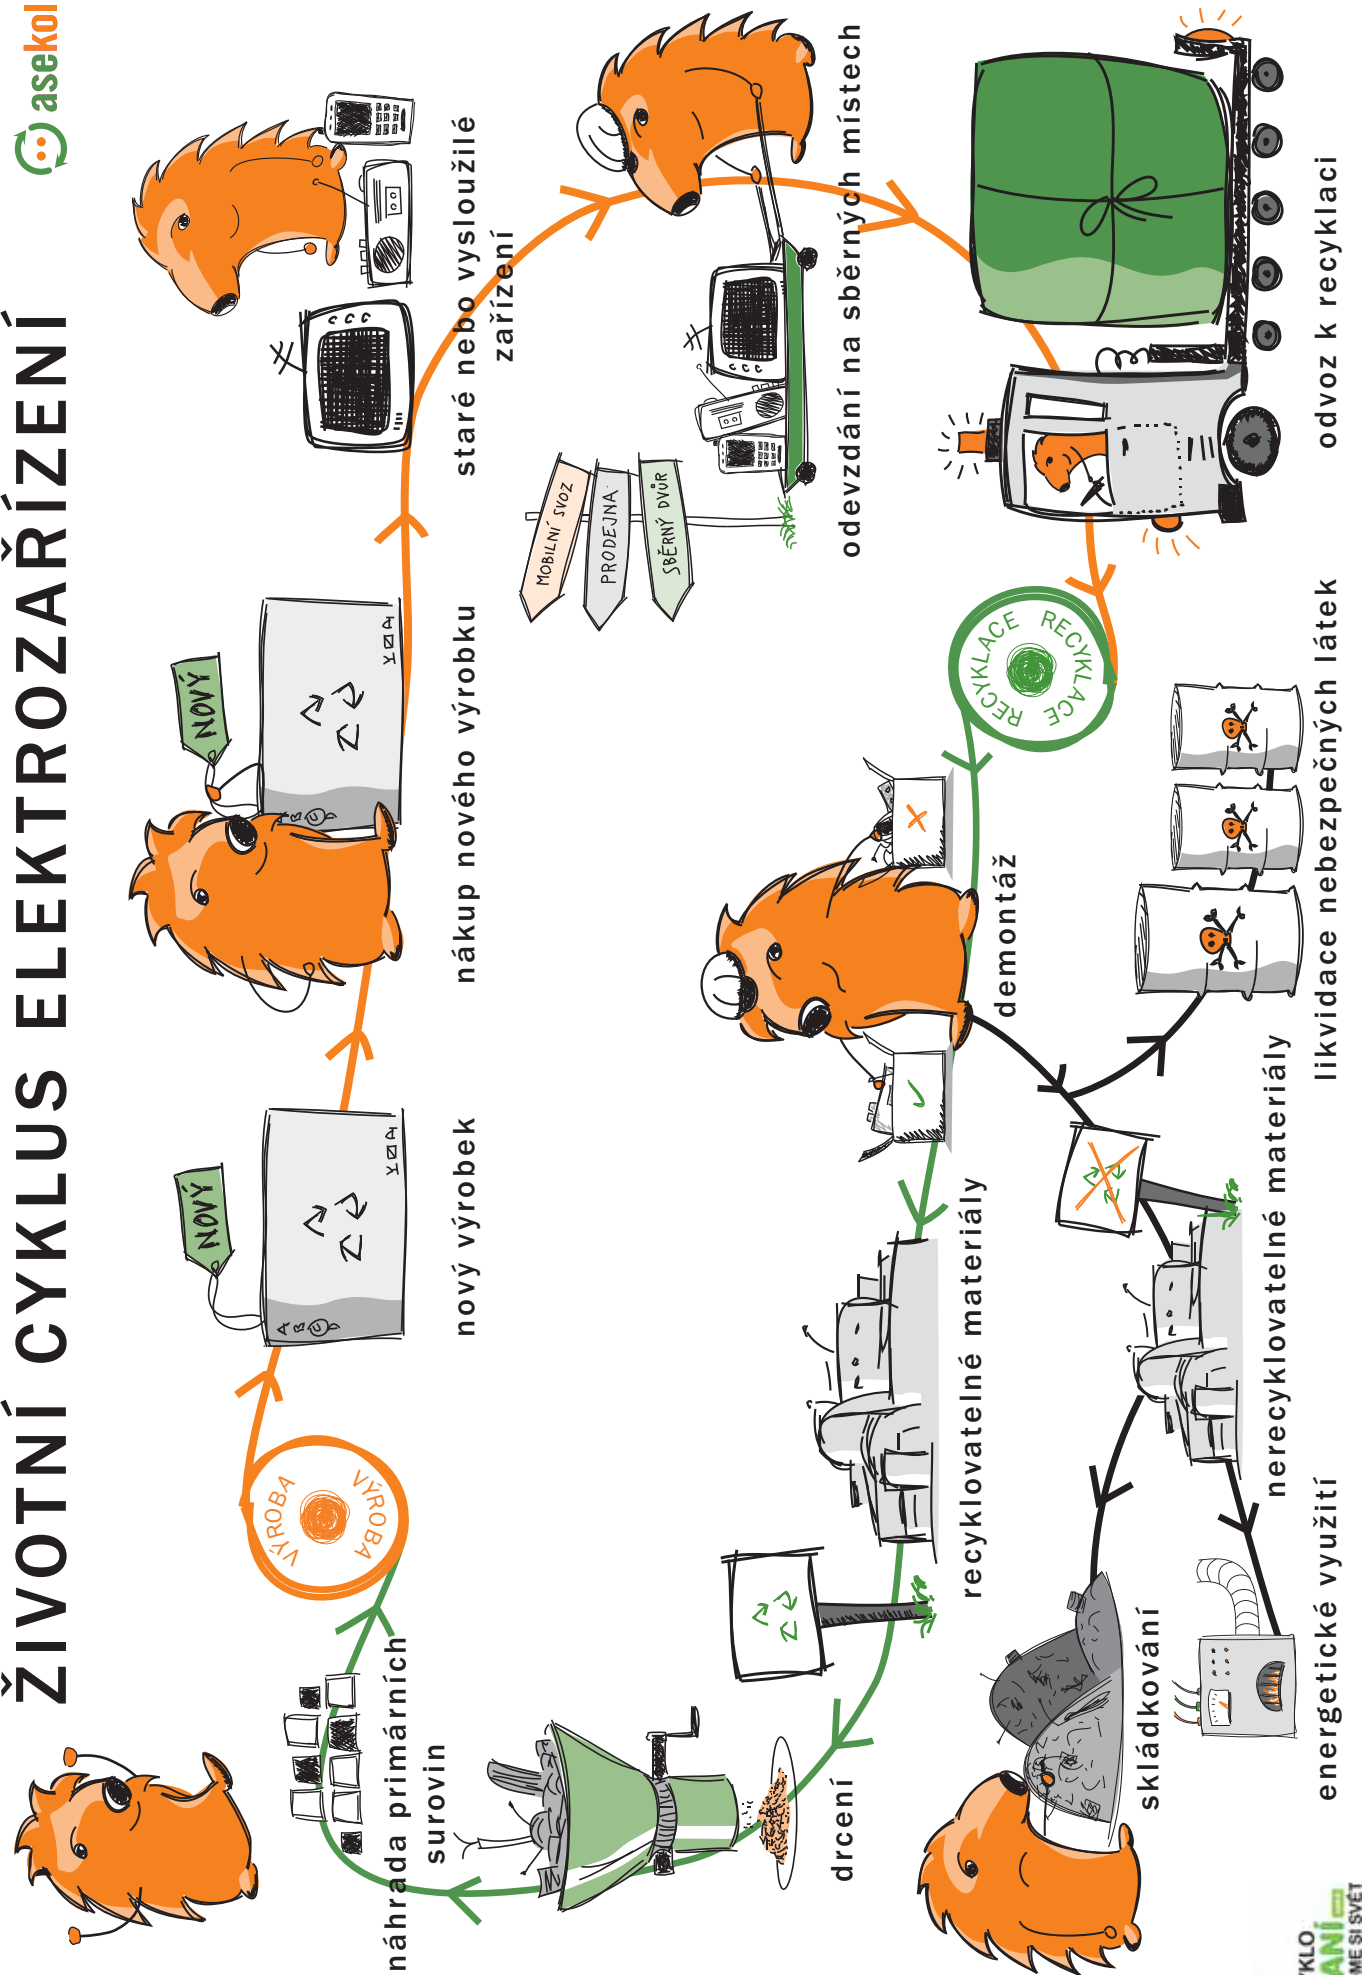 ŽIVOTNÍ CYKLUS ELEKTROZAŘÍZENÍ
asekol
VÝROBA VÝROBA
NOVÝ
nový výrobek
NOVÝ
nákup nového výrobku
staré nebo vysloužilé
zařízení
MOBILNÍ SVOZ
PRODEJNA
SBĚRNÝ DVŮR
odevzdání na sběrných místech
odvoz k recyklaci
RECYKLACE RECYKLACE
demontáž
likvidace nebezpečných látek
nerecyklovatelné materiály
energetické využití
skládkování
recyklovatelné materiály
drcení
náhrada primárních
surovin